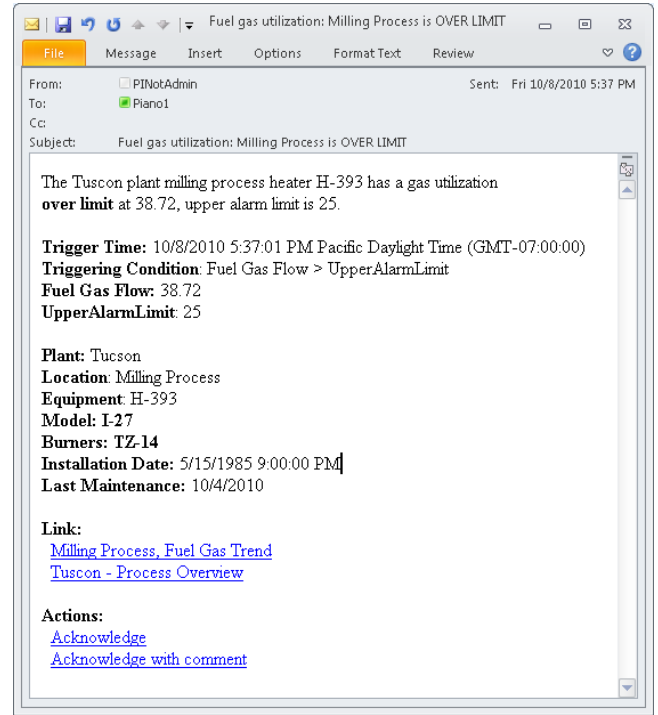 Fuel gas utilization: Milling Process is OVER LIMIT
File Message Insert Options Format Text Review
From: PINotAdmin Sent: Fri 10/8/2010 5:37 PM
To: Piano1
Cc:
Subject: Fuel gas utilization: Milling Process is OVER LIMIT
The Tuscon plant milling process heater H-393 has a gas utilization
over limit at 38.72, upper alarm limit is 25.
Trigger Time: 10/8/2010 5:37:01 PM Pacific Daylight Time (GMT-07:00:00)
Triggering Condition: Fuel Gas Flow > UpperAlarmLimit
Fuel Gas Flow: 38.72
UpperAlarmLimit: 25
Plant: Tucson
Location: Milling Process
Equipment: H-393
Model: I-27
Burners: TZ-14
Installation Date: 5/15/1985 9:00:00 PM
Last Maintenance: 10/4/2010
Link:
Milling Process, Fuel Gas Trend
Tuscon - Process Overview
Actions:
Acknowledge
Acknowledge with comment